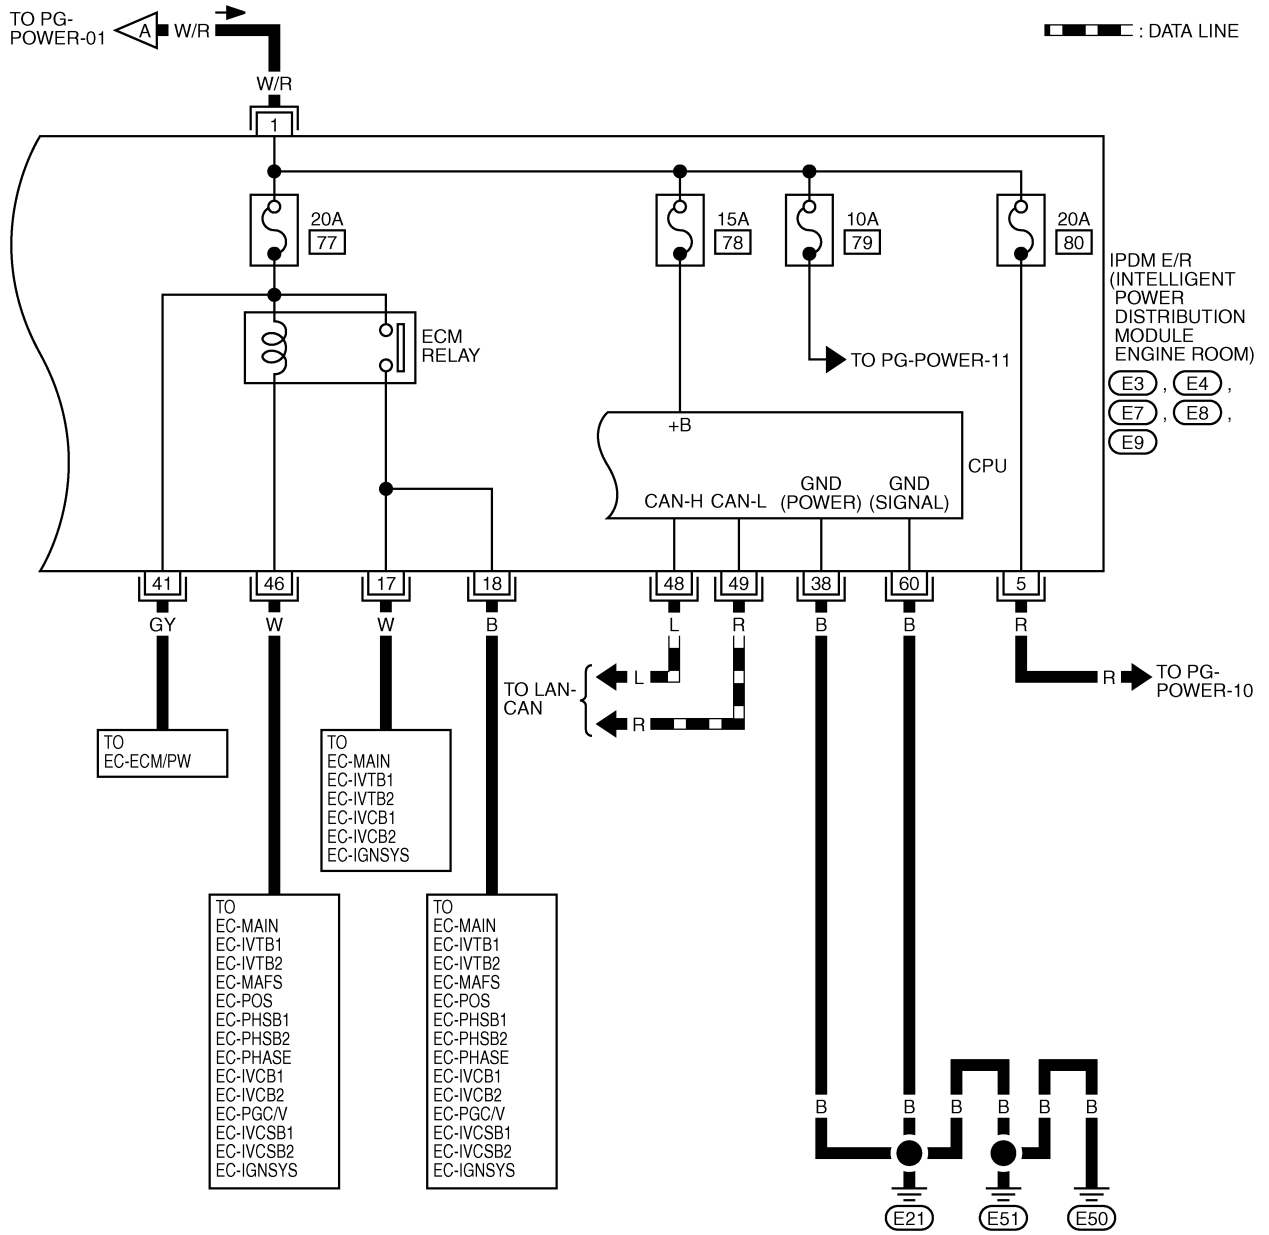 TO PG-
POWER-01
A
W/R
: DATA LINE
W/R
1
20A
77
15A
78
10A
79
20A
80
IPDM E/R
(INTELLIGENT
POWER
DISTRIBUTION
MODULE
ENGINE ROOM)
E3 , E4 ,
E7 , E8 ,
E9
ECM
RELAY
TO PG-POWER-11
+B
CPU
CAN-H
CAN-L
GND
(POWER)
GND
(SIGNAL)
41
46
17
18
48
49
38
60
5
GY
W
W
B
L
R
B
B
R
TO LAN-
CAN
L
R
R
TO PG-
POWER-10
TO
EC-ECM/PW
TO
EC-MAIN
EC-IVTB1
EC-IVTB2
EC-IVCB1
EC-IVCB2
EC-IGNSYS
TO
EC-MAIN
EC-IVTB1
EC-IVTB2
EC-MAFS
EC-POS
EC-PHSB1
EC-PHSB2
EC-PHASE
EC-IVCB1
EC-IVCB2
EC-PGC/V
EC-IVCSB1
EC-IVCSB2
EC-IGNSYS
TO
EC-MAIN
EC-IVTB1
EC-IVTB2
EC-MAFS
EC-POS
EC-PHSB1
EC-PHSB2
EC-PHASE
EC-IVCB1
EC-IVCB2
EC-PGC/V
EC-IVCSB1
EC-IVCSB2
EC-IGNSYS
B
B
B
B
B
B
E21
E51
E50